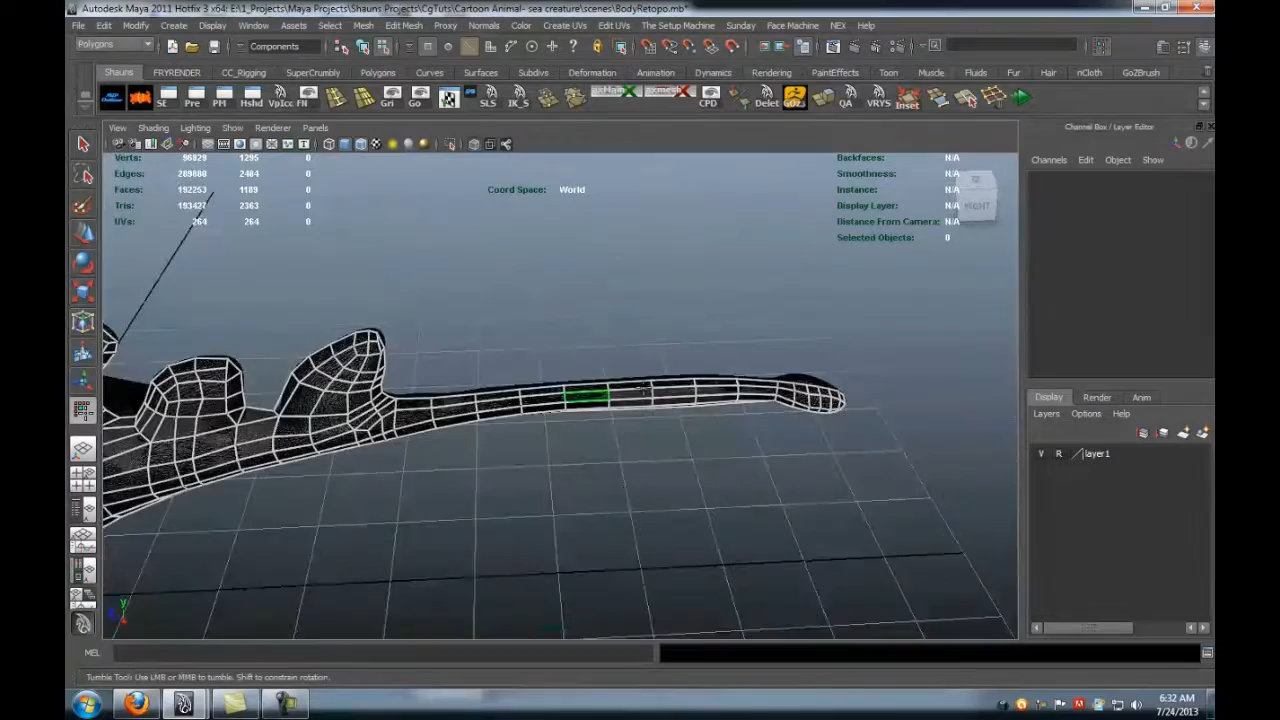 Autodesk Maya 2011 Hotfix 3 x64: E:\1_Projects\Maya Projects\Shauns Projects\CgTuts\Cartoon Animal- sea creature\scenes\BodyRetopo.mb*
File Edit Modify Create Display Window Assets Select Mesh Edit Mesh Proxy Normals Color Create UVs Edit UVs The Setup Machine Sunday Face Machine NEX Help
Polygons Components
Shauns FRYRENDER CC_Rigging SuperCrumbly Polygons Curves Surfaces Subdivs Deformation Animation Dynamics Rendering PaintEffects Toon Muscle Fluids Fur Hair nCloth GoZBrush
SE Pre PM Hshd VpIcc FN Gri Go SLS IK_S CPD Delet GOZs QA VRYS Inset
View Shading Lighting Show Renderer Panels
Channel Box / Layer Editor
Channels Edit Object Show
Verts: 96029 1295 0
Edges: 289880 2484 0
Faces: 192253 1189 0
Tris: 193427 2363 0
UVs: 264 264 0
Coord Space: World
Backfaces: N/A
Smoothness: N/A
Instance: N/A
Display Layer: N/A
Distance From Camera: N/A
Selected Objects: 0
FRONT
Display Render Anim
Layers Options Help
V R layer1
y
MEL
Tumble Tool: Use LMB or MMB to tumble. Shift to constrain rotation.
6:32 AM
7/24/2013